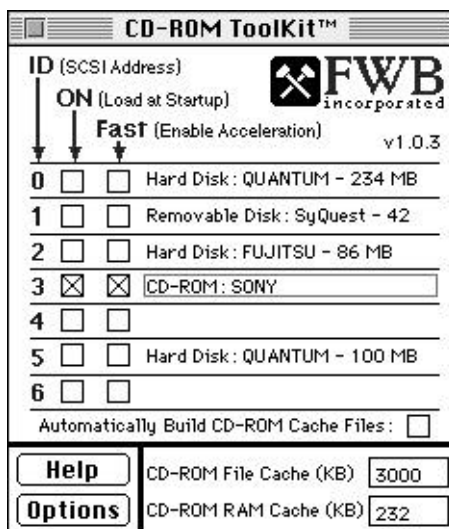 CD-ROM ToolKit™
ID (SCSI Address)
FWB
incorporated
ON (Load at Startup)
Fast (Enable Acceleration)
v1.0.3
0 Hard Disk: QUANTUM - 234 MB
1 Removable Disk: SyQuest - 42
2 Hard Disk: FUJITSU - 86 MB
3 CD-ROM: SONY
4
5 Hard Disk: QUANTUM - 100 MB
6
Automatically Build CD-ROM Cache Files:
Help
CD-ROM File Cache (KB) 3000
Options
CD-ROM RAM Cache (KB) 232